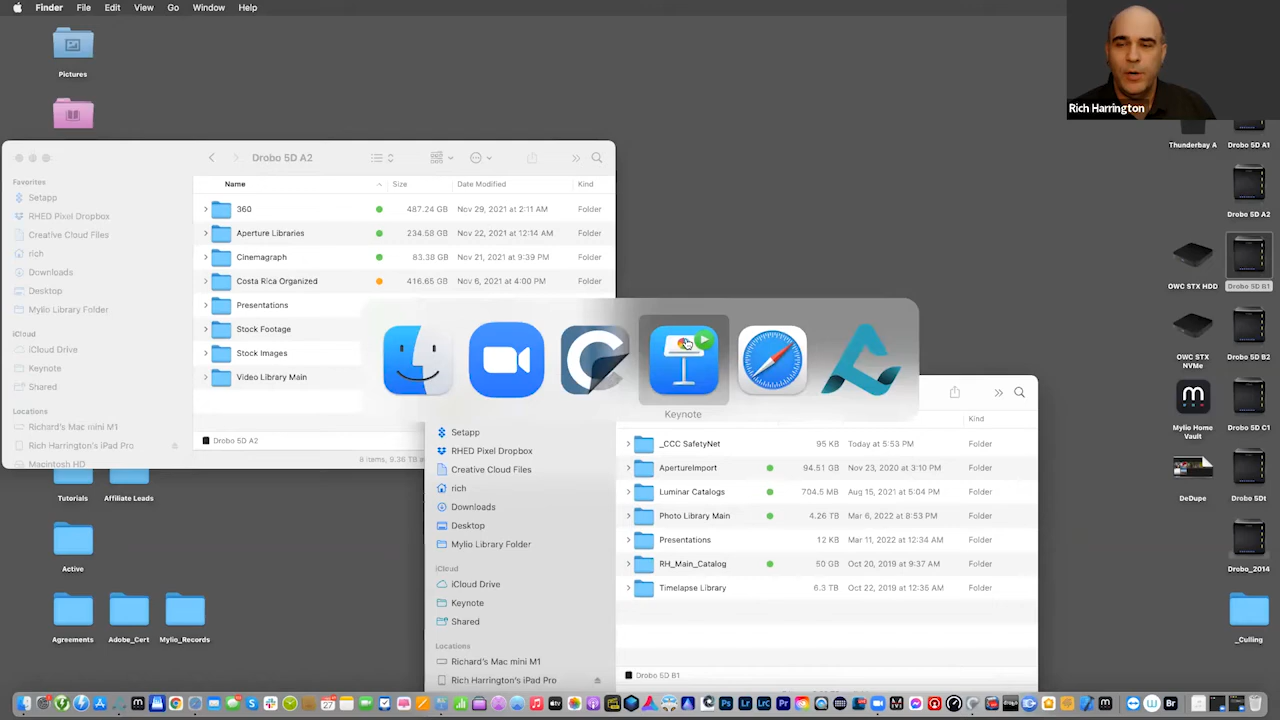 Finder File Edit View Go Window Help
Rich Harrington
Pictures
Thunderbay A
Drobo 5D A1
Drobo 5D A2
OWC STX HDD
Drobo 5D B1
OWC STX NVMe
Drobo 5D B2
Mylio Home Vault
Drobo 5D C1
DeDupe
Drobo 5Dt
Drobo_2014
_Culling
Drobo 5D A2
Favorites
Setapp
RHED Pixel Dropbox
Creative Cloud Files
rich
Downloads
Desktop
Mylio Library Folder
iCloud
iCloud Drive
Keynote
Shared
Locations
Richard's Mac mini M1
Rich Harrington's iPad Pro
Macintosh HD
Name Size Date Modified Kind
360 487.24 GB Nov 29, 2021 at 2:11 AM Folder
Aperture Libraries 234.58 GB Nov 22, 2021 at 12:14 AM Folder
Cinemagraph 83.38 GB Nov 21, 2021 at 9:39 PM Folder
Costa Rica Organized 416.65 GB Nov 6, 2021 at 4:00 PM Folder
Presentations
Stock Footage
Stock Images
Video Library Main
Drobo 5D A2
8 items, 9.36 TB
Keynote
Setapp
RHED Pixel Dropbox
Creative Cloud Files
rich
Downloads
Desktop
Mylio Library Folder
iCloud
iCloud Drive
Keynote
Shared
Locations
Richard's Mac mini M1
Rich Harrington's iPad Pro
Kind
_CCC SafetyNet 95 KB Today at 5:53 PM Folder
ApertureImport 94.51 GB Nov 23, 2020 at 3:10 PM Folder
Luminar Catalogs 704.5 MB Aug 15, 2021 at 5:04 PM Folder
Photo Library Main 4.26 TB Mar 6, 2022 at 8:53 PM Folder
Presentations 12 KB Mar 11, 2022 at 12:34 AM Folder
RH_Main_Catalog 50 GB Oct 20, 2019 at 9:37 AM Folder
Timelapse Library 6.3 TB Oct 22, 2019 at 12:35 AM Folder
Drobo 5D B1
Tutorials
Affiliate Leads
Active
Agreements
Adobe_Cert
Mylio_Records